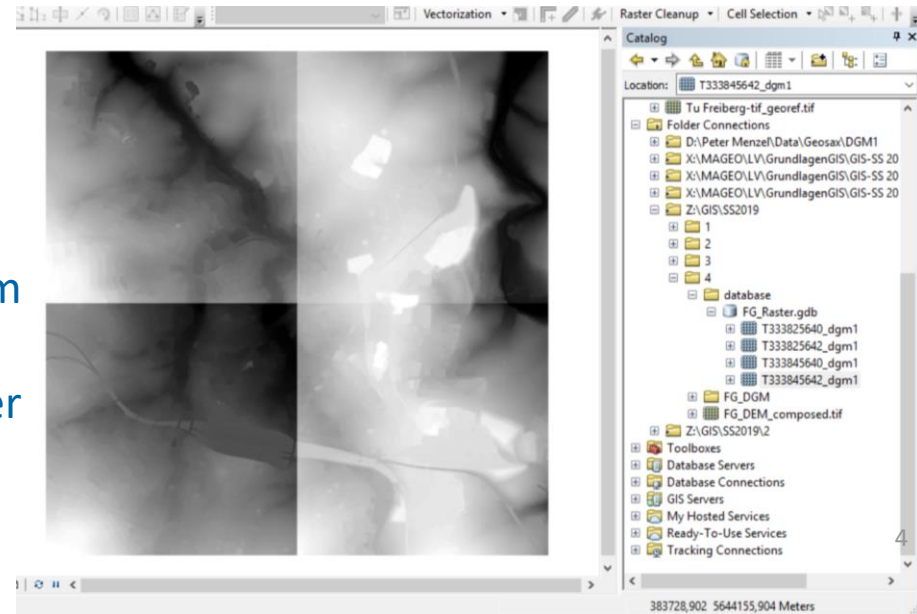 Vectorization
Raster Cleanup
Cell Selection
m
er
Catalog
Location: T333845642_dgm1
Tu Freiberg-tif_georef.tif
Folder Connections
D:\Peter Menzel\Data\Geosax\DGM1
X:\MAGEO\LV\GrundlagenGIS\GIS-SS 20
X:\MAGEO\LV\GrundlagenGIS\GIS-SS 20
X:\MAGEO\LV\GrundlagenGIS\GIS-SS 20
Z:\GIS\SS2019
1
2
3
4
database
FG_Raster.gdb
T333825640_dgm1
T333825642_dgm1
T333845640_dgm1
T333845642_dgm1
FG_DGM
FG_DEM_composed.tif
Z:\GIS\SS2019\2
Toolboxes
Database Servers
Database Connections
GIS Servers
My Hosted Services
Ready-To-Use Services
Tracking Connections
4
383728,902 5644155,904 Meters